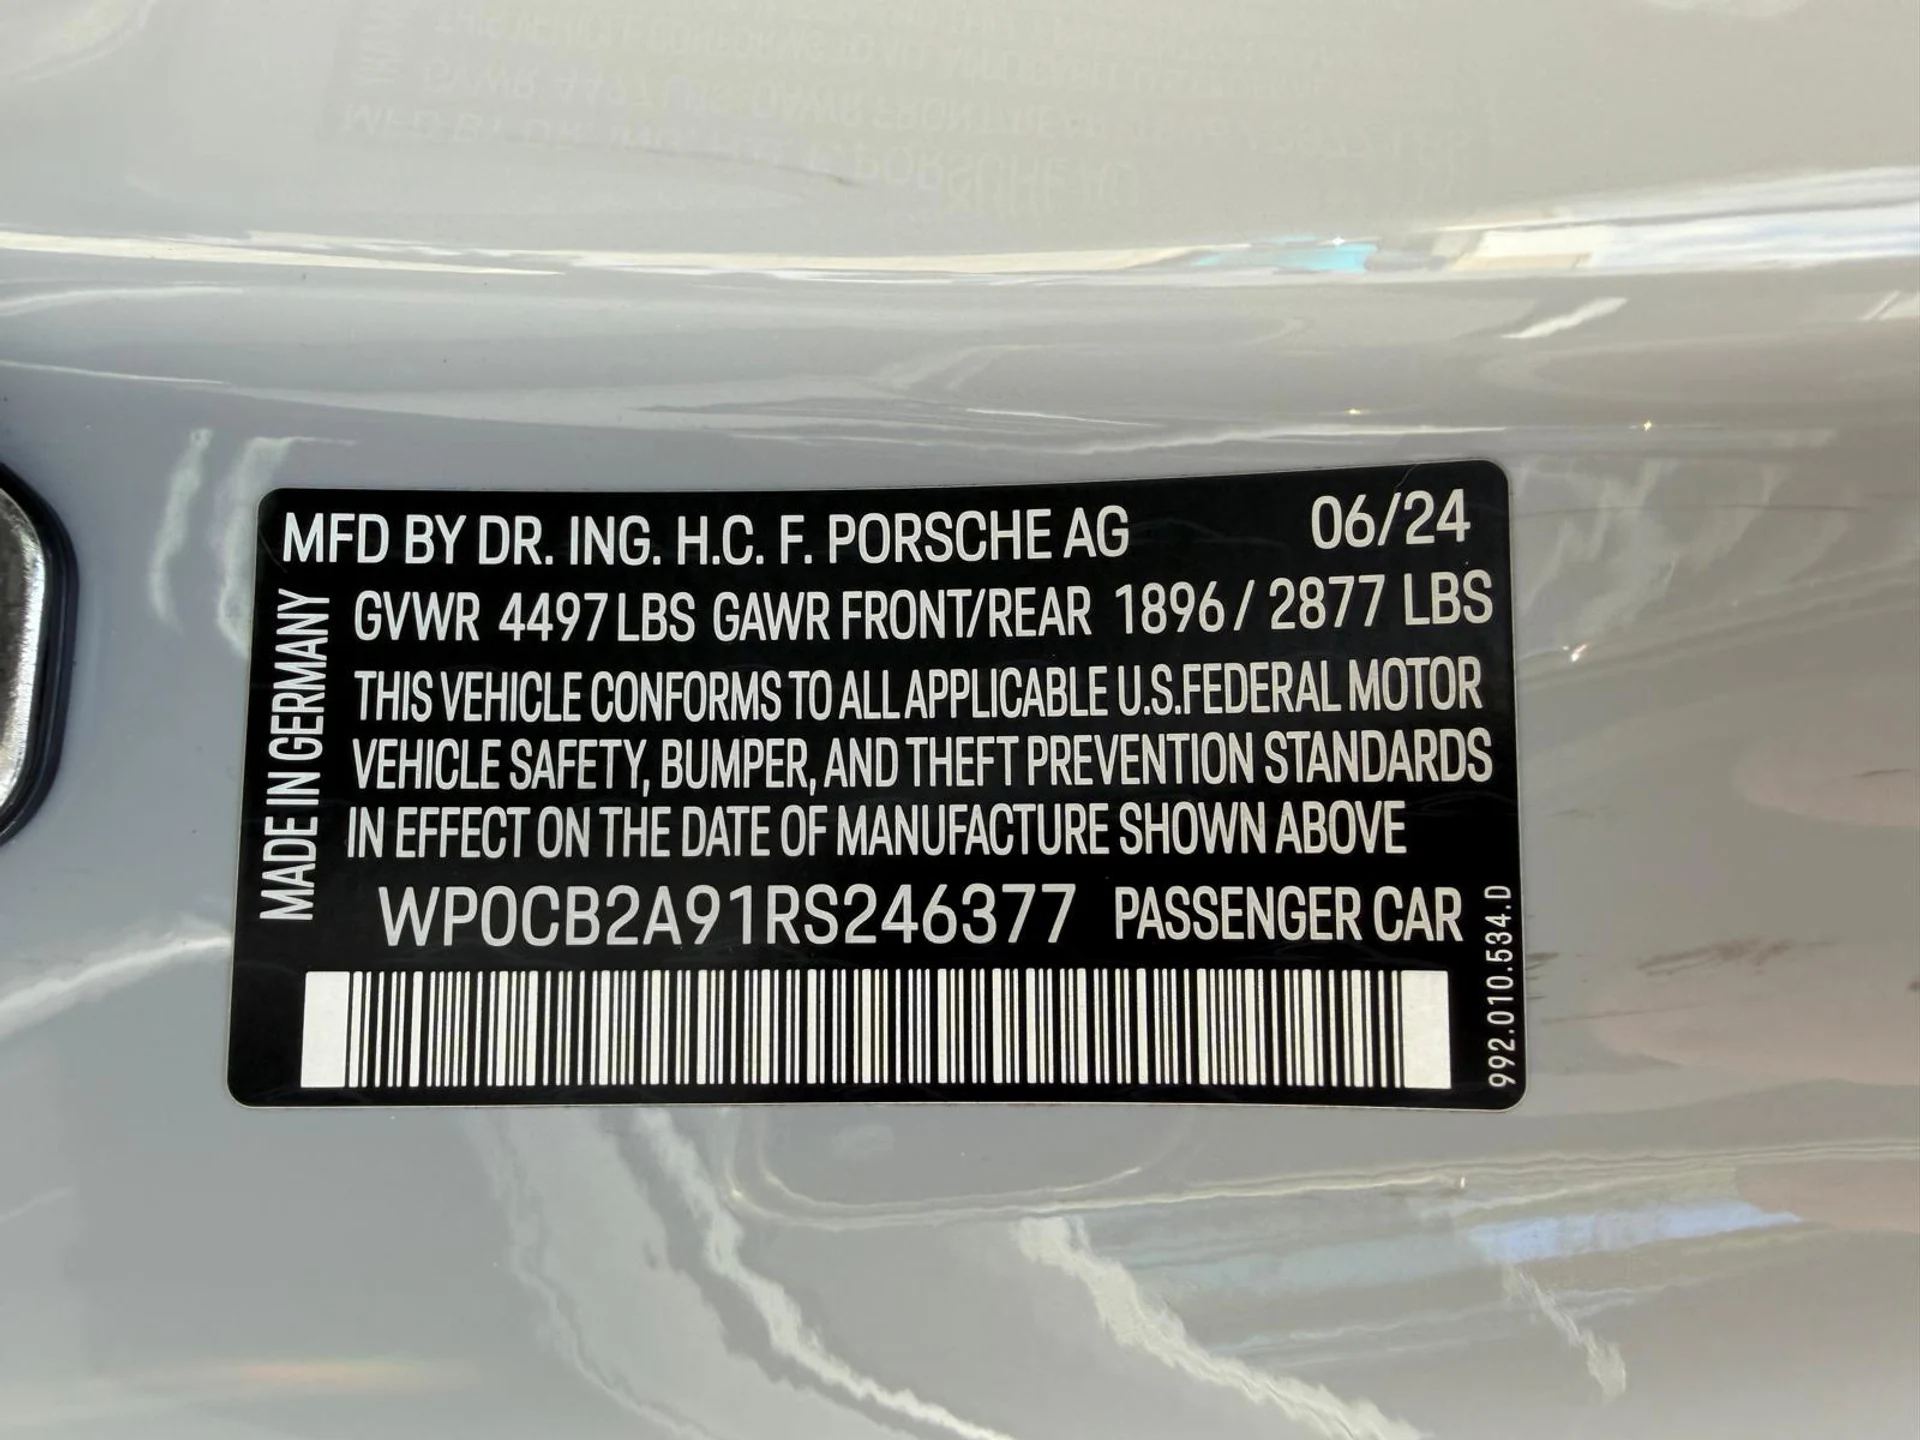 MFD BY DR. ING. H.C. F. PORSCHE AG 06/24
GVWR 4497 LBS GAWR FRONT/REAR 1896 / 2877 LBS
THIS VEHICLE CONFORMS TO ALL APPLICABLE U.S.FEDERAL MOTOR
VEHICLE SAFETY, BUMPER, AND THEFT PREVENTION STANDARDS
IN EFFECT ON THE DATE OF MANUFACTURE SHOWN ABOVE
WP0CB2A91RS246377 PASSENGER CAR
MADE IN GERMANY
992.010.534.D